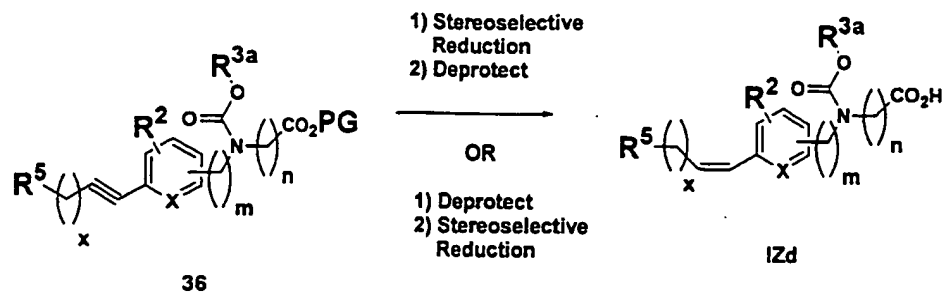 1) Stereoselective
Reduction
2) Deprotect
OR
1) Deprotect
2) Stereoselective
Reduction
R3a
O
O
N
R2
CO2PG
n
m
R5
x
X
36
R3a
O
O
N
R2
CO2H
n
m
R5
x
X
IZd